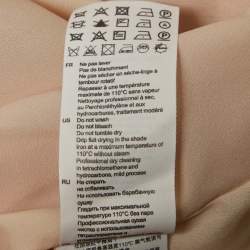 FR
Ne pas laver
Pas de blanchiment
Ne pas sécher en sèche-linge à
tambour rotatif
Repasser à une température
maximale de 110°C sans vapeur
Nettoyage professionnel à sec,
au Perchloréthylène et aux
hydrocarbures, traitement modéré
US
Do not wash
Do not bleach
Do not tumble dry
Drip flat drying in the shade
Iron at a maximum temperature of
110°C without steam
Professional dry cleaning
in tetrachloroethene and
hydrocarbons, mild process
RU
Не стирать
не отбеливать
Не использовать барабанную
сушку
Гладить при максимальной
температуре 110°C без пара
110°C